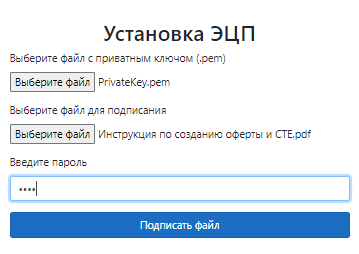 Установка ЭЦП
Выберите файл с приватным ключом (.pem)
Выберите файл PrivateKey.pem
Выберите файл для подписания
Выберите файл Инструкция по созданию оферты и СТЕ.pdf
Введите пароль
••••
Подписать файл